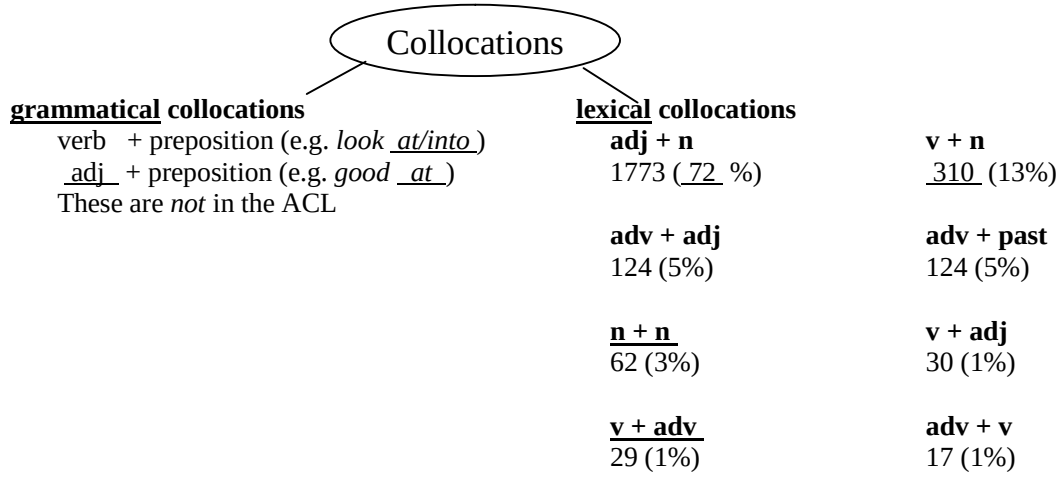 Collocations
grammatical collocations
verb + preposition (e.g. look at/into )
adj + preposition (e.g. good at )
These are not in the ACL
lexical collocations
adj + n v + n
1773 ( 72 %) 310 (13%)
adv + adj adv + past
124 (5%) 124 (5%)
n + n v + adj
62 (3%) 30 (1%)
v + adv adv + v
29 (1%) 17 (1%)